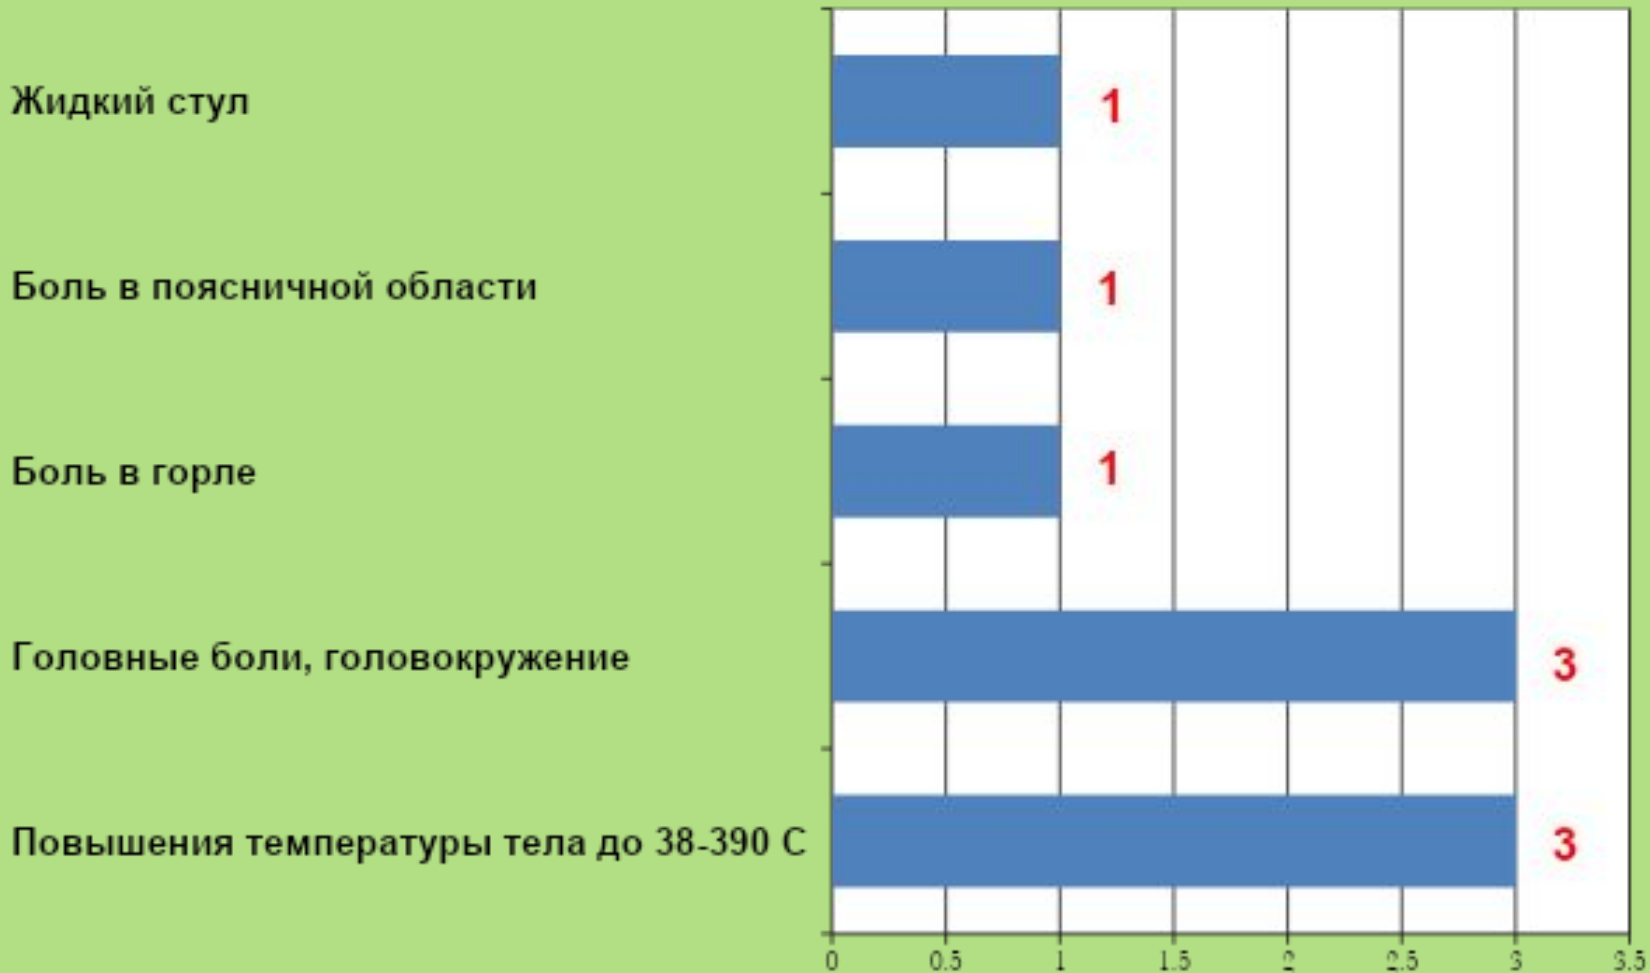 Жидкий стул
1
Боль в поясничной области
1
Боль в горле
1
Головные боли, головокружение
3
Повышения температуры тела до 38-390 С
3
0 0.5 1 1.5 2 2.5 3 3.5